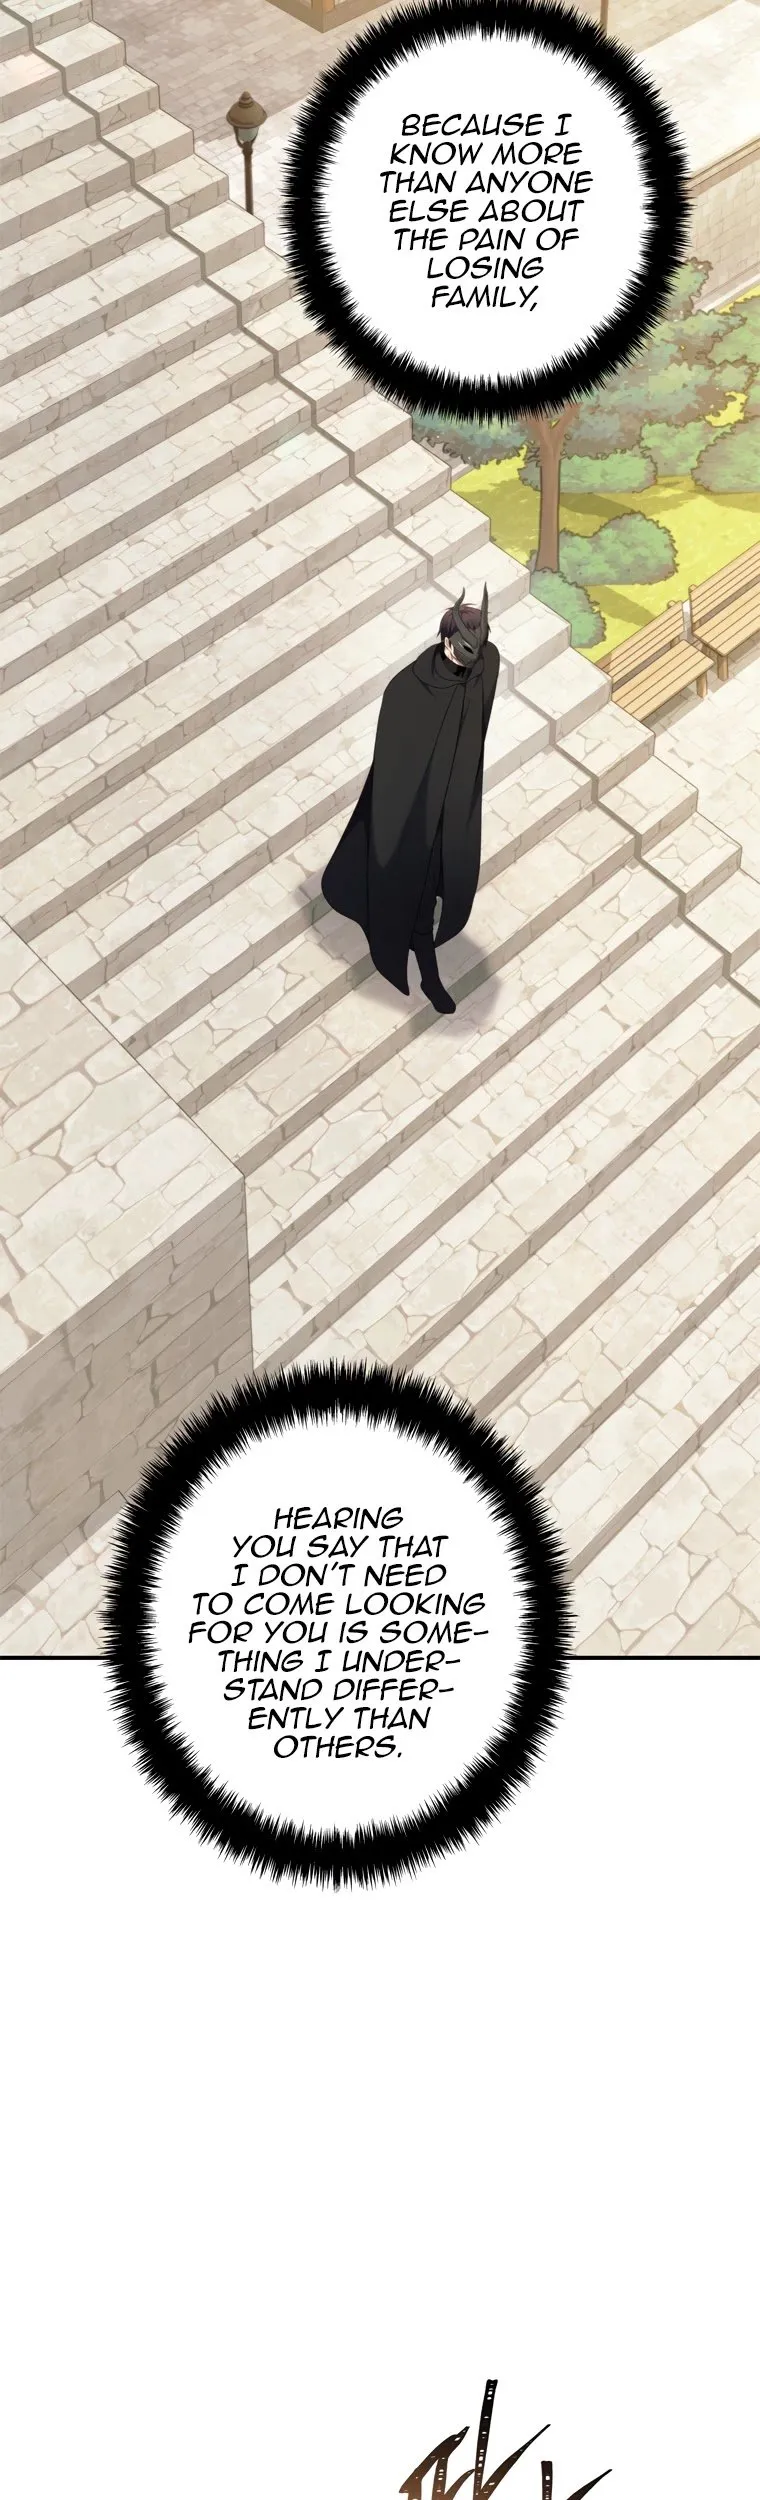 BECAUSE I
KNOW MORE
THAN ANYONE
ELSE ABOUT
THE PAIN OF
LOSING
FAMILY,
HEARING
YOU SAY THAT
I DON'T NEED
TO COME LOOKING
FOR YOU IS SOME-
THING I UNDER-
STAND DIFFER-
ENTLY THAN
OTHERS.